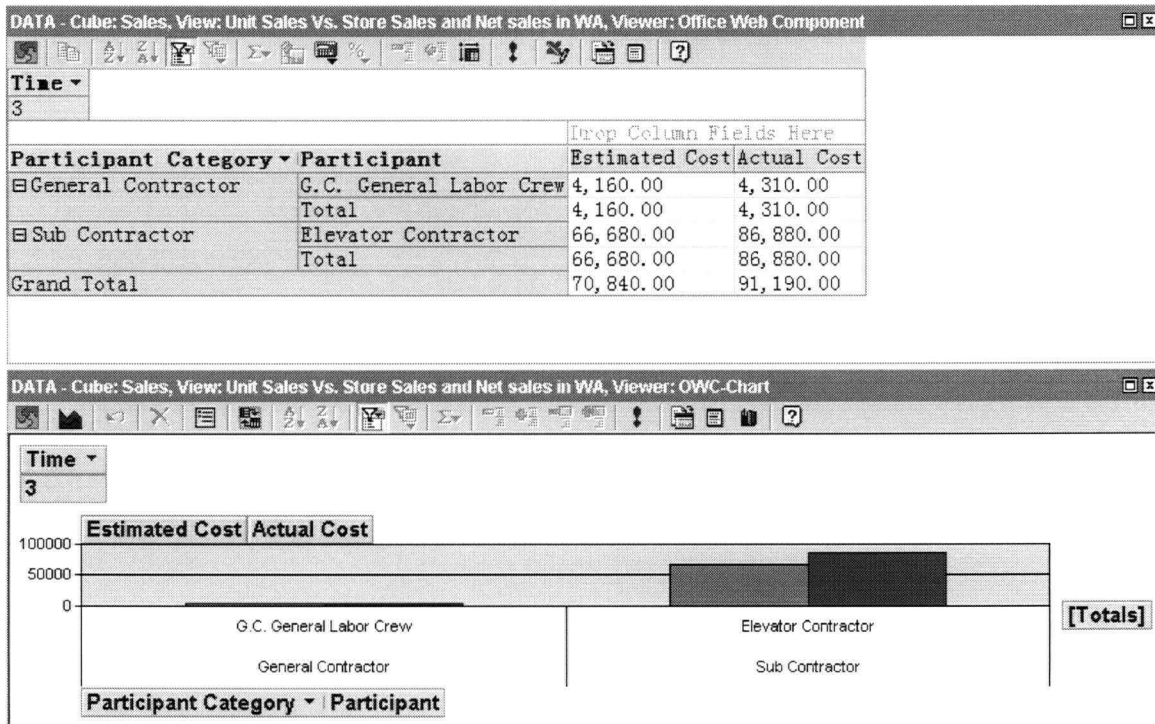 DATA - Cube: Sales, View: Unit Sales Vs. Store Sales and Net sales in WA, Viewer: Office Web Component
Time
3
Drop Column Fields Here
Participant Category Participant Estimated Cost Actual Cost
General Contractor G.C. General Labor Crew 4,160.00 4,310.00
Total 4,160.00 4,310.00
Sub Contractor Elevator Contractor 66,680.00 86,880.00
Total 66,680.00 86,880.00
Grand Total 70,840.00 91,190.00
DATA - Cube: Sales, View: Unit Sales Vs. Store Sales and Net sales in WA, Viewer: OWC-Chart
Time
3
Estimated Cost Actual Cost
100000
50000
0
G.C. General Labor Crew Elevator Contractor [Totals]
General Contractor Sub Contractor
Participant Category Participant